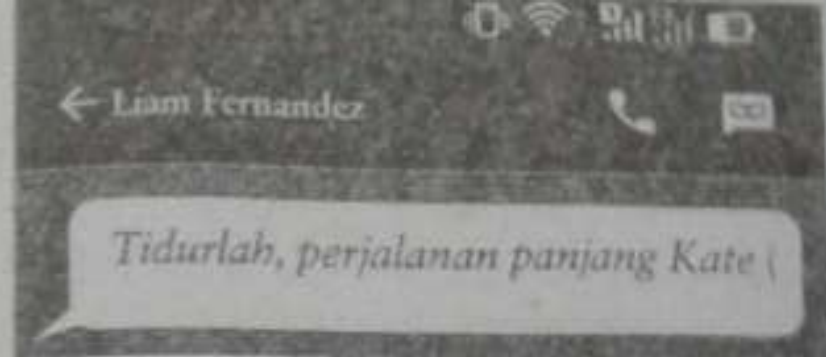 ← Liam Fernandez
Tidurlah, perjalanan panjang Kate (